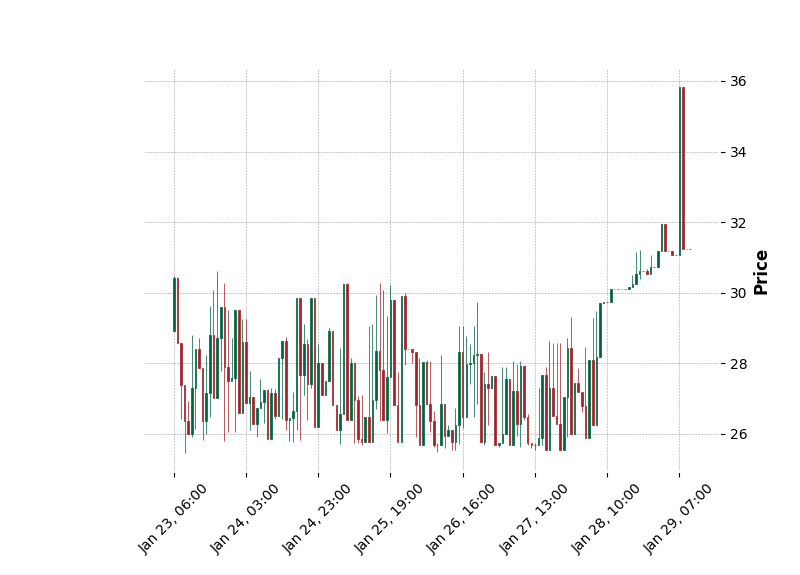 36
34
32
30
28
26
Price
Jan 23, 06:00
Jan 24, 03:00
Jan 24, 23:00
Jan 25, 19:00
Jan 26, 16:00
Jan 27, 13:00
Jan 28, 10:00
Jan 29, 07:00